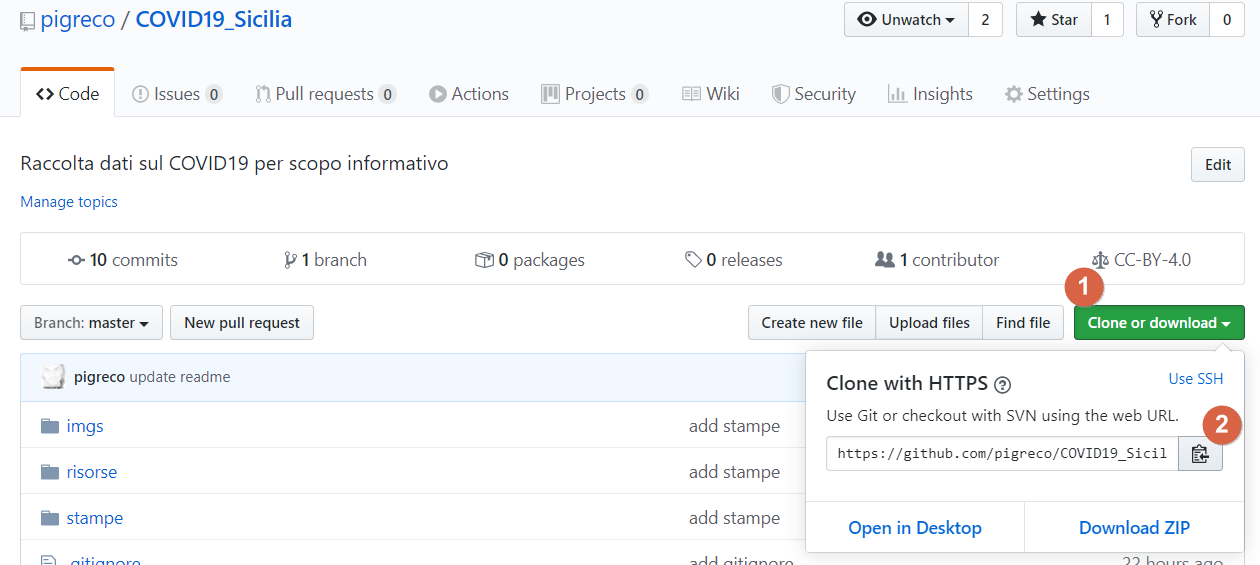 pigreco / COVID19_Sicilia
Unwatch 2 Star 1 Fork 0
Code Issues 0 Pull requests 0 Actions Projects 0 Wiki Security Insights Settings
Raccolta dati sul COVID19 per scopo informativo
Edit
Manage topics
10 commits 1 branch 0 packages 0 releases 1 contributor CC-BY-4.0
1
Branch: master New pull request Create new file Upload files Find file Clone or download
pigreco update readme
Clone with HTTPS ? Use SSH
Use Git or checkout with SVN using the web URL.
2
https://github.com/pigreco/COVID19_Sicil
Open in Desktop Download ZIP
imgs add stampe
risorse add stampe
stampe add stampe
.gitignore add gitignore 22 hours ago